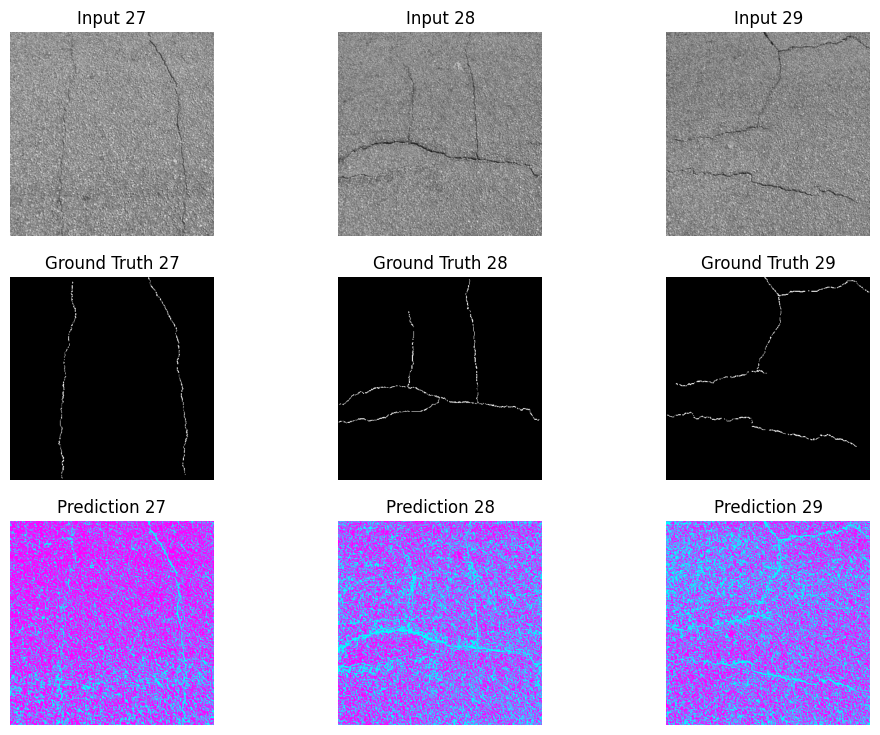 Input 27
Input 28
Input 29
Ground Truth 27
Ground Truth 28
Ground Truth 29
Prediction 27
Prediction 28
Prediction 29